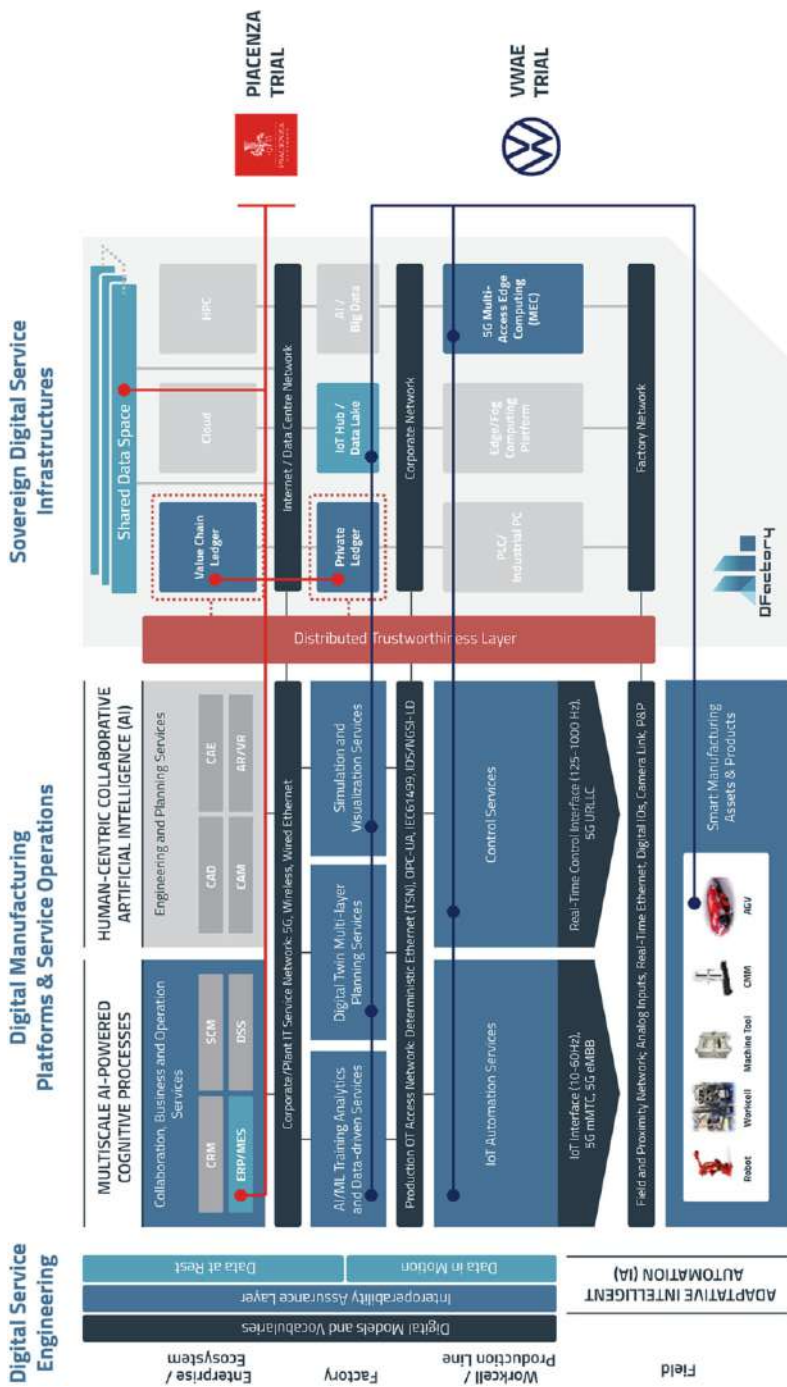 Digital Service
Engineering
Digital Manufacturing
Platforms & Service Operations
Sovereign Digital Service
Infrastructures
MULTISCALE AI-POWERED
COGNITIVE PROCESSES
HUMAN-CENTRIC COLLABORATIVE
ARTIFICIAL INTELLIGENCE (AI)
Shared Data Space
Enterprise /
Ecosystem
Factory
Workcell /
Production Line
Field
Digital Models and Vocabularies
Interoperability Assurance Layer
Data at Rest
Data in Motion
ADAPTATIVE INTELLIGENT
AUTOMATION (IA)
Collaboration, Business and Operation
Services
CRM
SCM
ERP/MES
DSS
Engineering and Planning Services
CAD
CAE
CAM
AR/VR
Value Chain
Ledger
Cloud
HPC
PIACENZA
TRIAL
PIACENZA
Corporate/Plant IT Service Network: 5G, Wireless, Wired Ethernet
Internet / Data Centre Network
AI/ML Training Analytics
and Data-driven Services
Digital Twin Multi-layer
Planning Services
Simulation and
Visualization Services
Distributed Trustworthiness Layer
Private
Ledger
IoT Hub /
Data Lake
AI /
Big Data
Production OT Access Network: Deterministic Ethernet (TSN), OPC-UA, IEC61499, IDS/NGSI-LD
Corporate Network
IoT Automation Services
Control Services
PLC/
Industrial PC
Edge/Fog
Computing
Platform
5G Multi-
Access Edge
Computing
(MEC)
VWAE
TRIAL
IoT Interface (10-60Hz),
5G mMTC, 5G eMBB
Real-Time Control Interface (125-1000 Hz),
5G URLLC
Field and Proximity Network; Analog Inputs, Real-Time Ethernet, Digital IDs, Camera Link, P&P
Factory Network
Smart Manufacturing
Assets & Products
Robot
Workcell
Machine Tool
CMM
AGV
DFactory